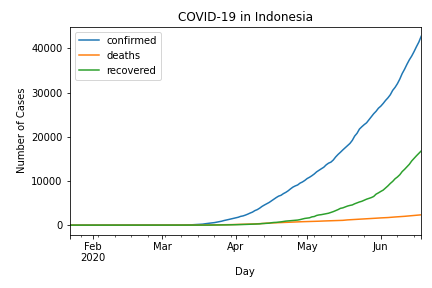 COVID-19 in Indonesia
confirmed
deaths
recovered
Number of Cases
40000
30000
20000
10000
0
Feb Mar Apr May Jun
2020
Day